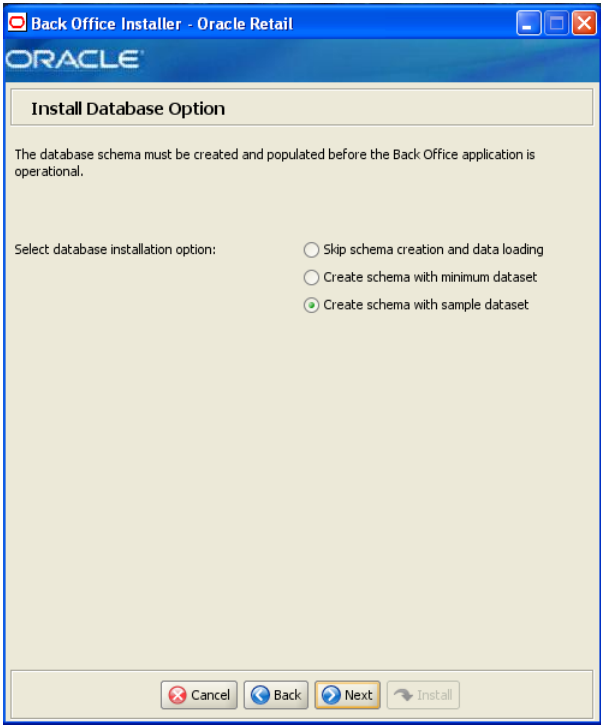 Back Office Installer - Oracle Retail
ORACLE
Install Database Option
The database schema must be created and populated before the Back Office application is
operational.
Select database installation option:
Skip schema creation and data loading
Create schema with minimum dataset
Create schema with sample dataset
Cancel Back Next Install